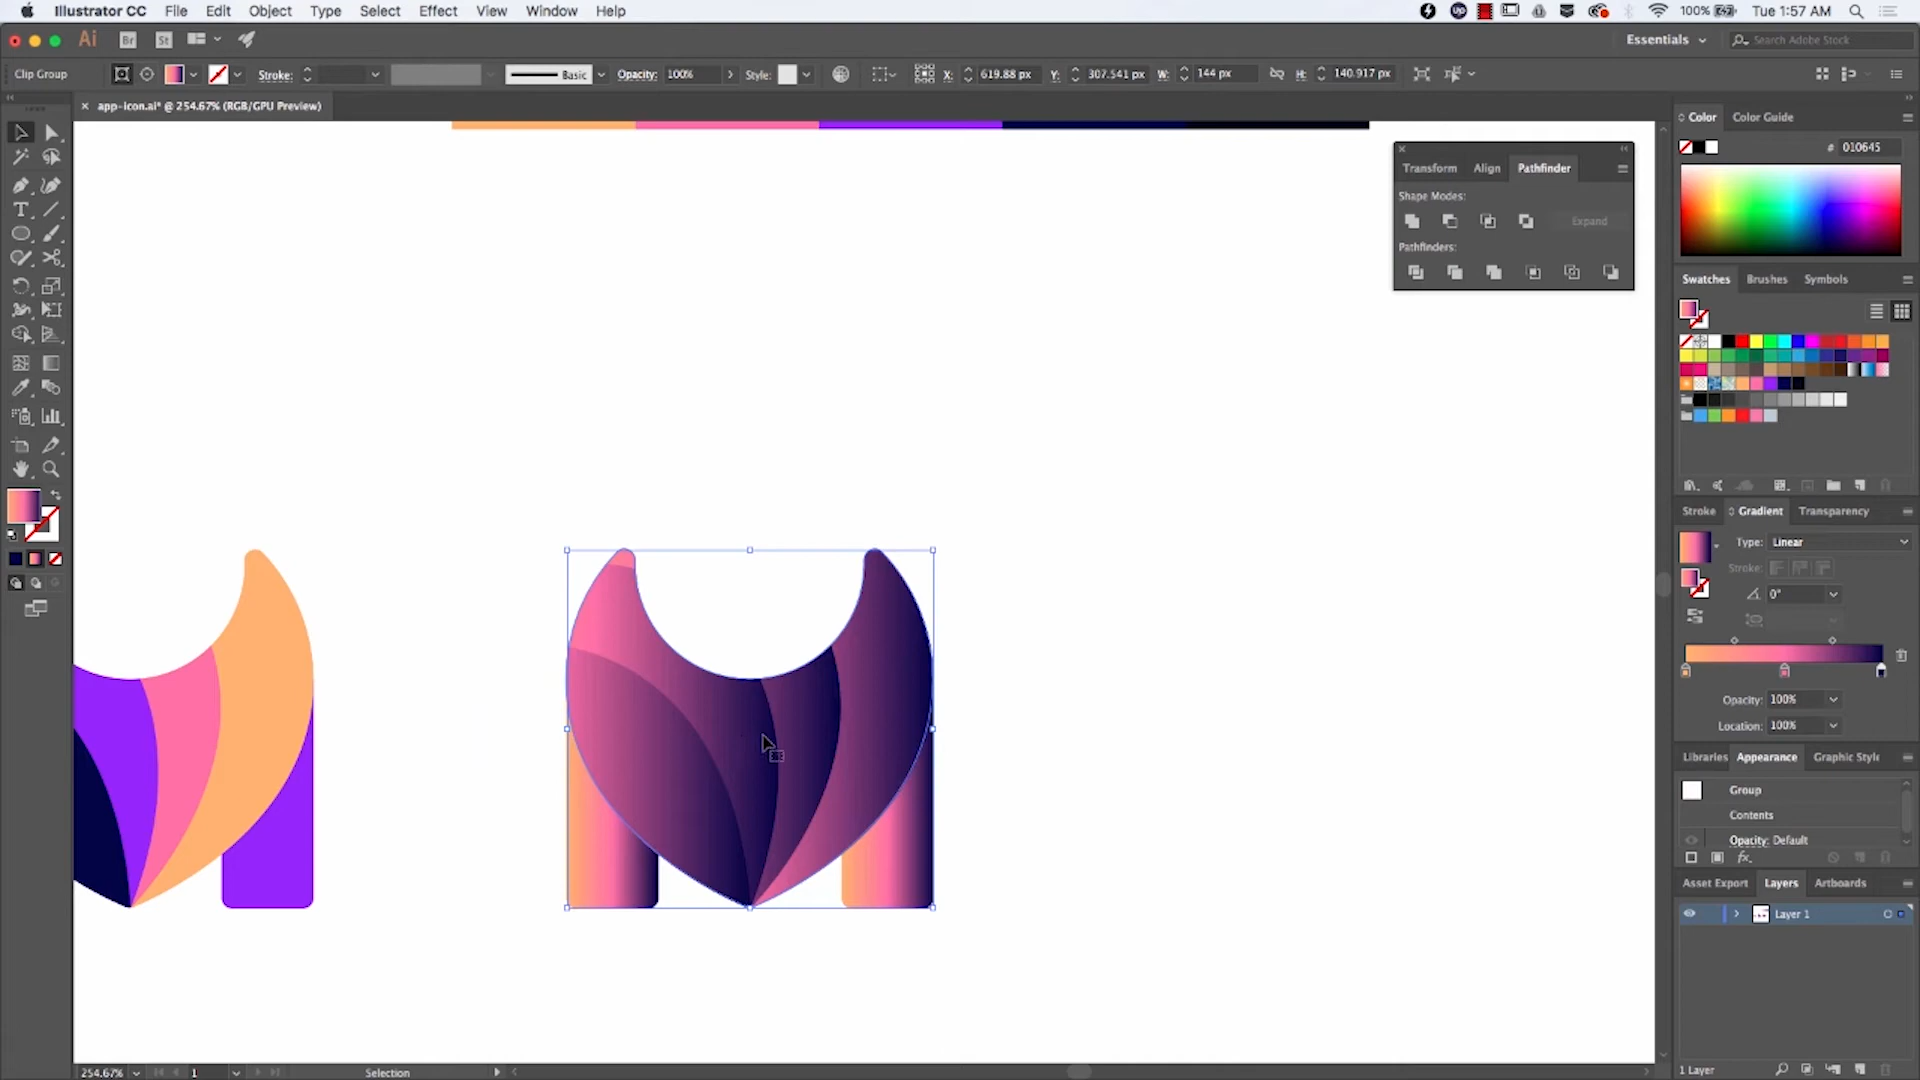 Illustrator CC File Edit Object Type Select Effect View Window Help 100% Tue 1:57 AM
Ai Br St Essentials Search Adobe Stock
Clip Group Stroke: Basic Opacity: 100% Style: X: 619.88 px Y: 307.541 px W: 144 px H: 140.917 px
app-icon.ai* @ 254.67% (RGB/GPU Preview)
Color Color Guide
# 010645
Transform Align Pathfinder
Shape Modes:
Expand
Pathfinders:
Swatches Brushes Symbols
Stroke Gradient Transparency
Type: Linear
Stroke:
0°
Opacity: 100%
Location: 100%
Libraries Appearance Graphic Style
Group
Contents
Opacity: Default
fx
Asset Export Layers Artboards
Layer 1
254.67% 1 Selection
1 Layer